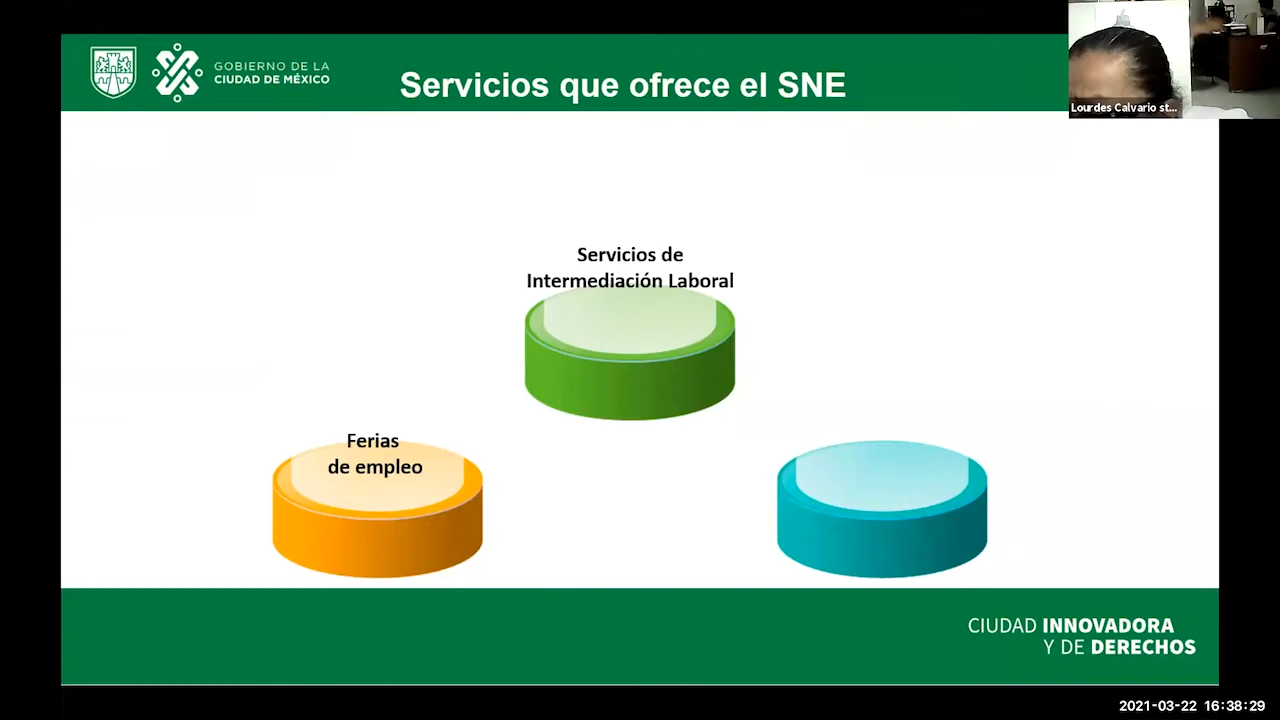 GOBIERNO DE LA
CIUDAD DE MÉXICO
Servicios que ofrece el SNE
Lourdes Calvario st...
Servicios de
Intermediación Laboral
Ferias
de empleo
CIUDAD INNOVADORA
Y DE DERECHOS
2021-03-22 16:38:29